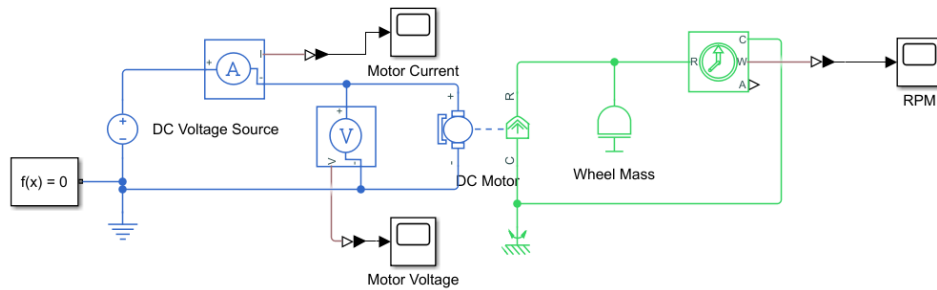 I
+
A
-
Motor Current
DC Voltage Source
+
-
+
V
V
-
+
-
DC Motor
R
C
Wheel Mass
R
C
W
A
RPM
f(x) = 0
Motor Voltage